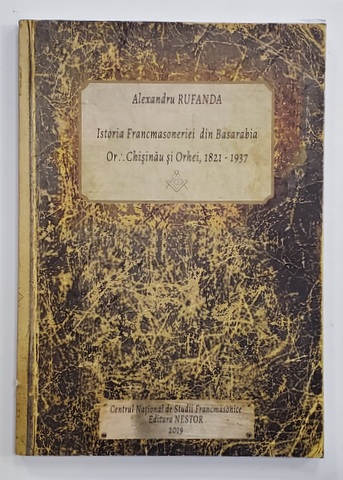 Alexandru RUFANDA
Istoria Francmasoneriei din Basarabia
Or∴ Chişinău şi Orhei, 1821 - 1937
Centrul Naţional de Studii Francmasonice
Editura NESTOR
2019